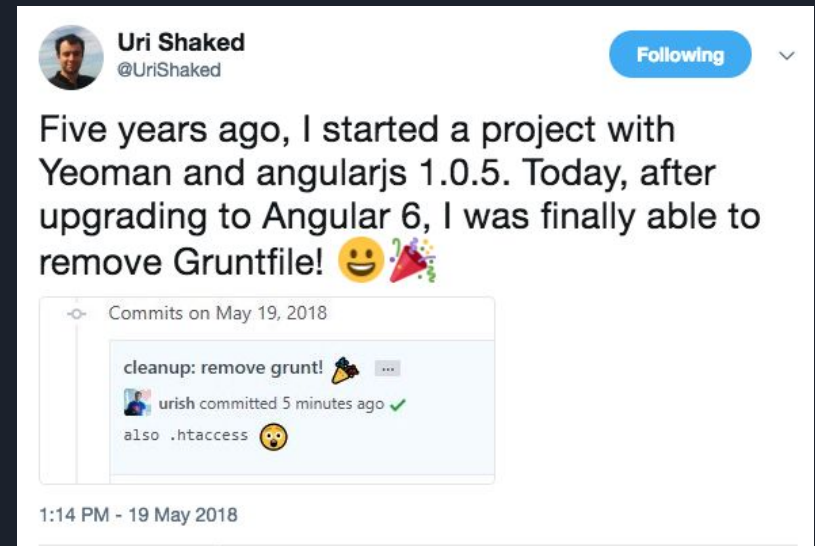 Uri Shaked
@UriShaked
Following
Five years ago, I started a project with
Yeoman and angularjs 1.0.5. Today, after
upgrading to Angular 6, I was finally able to
remove Gruntfile! 😀🎉
Commits on May 19, 2018
cleanup: remove grunt! 🎉 ...
urish committed 5 minutes ago ✓
also .htaccess 😲
1:14 PM - 19 May 2018